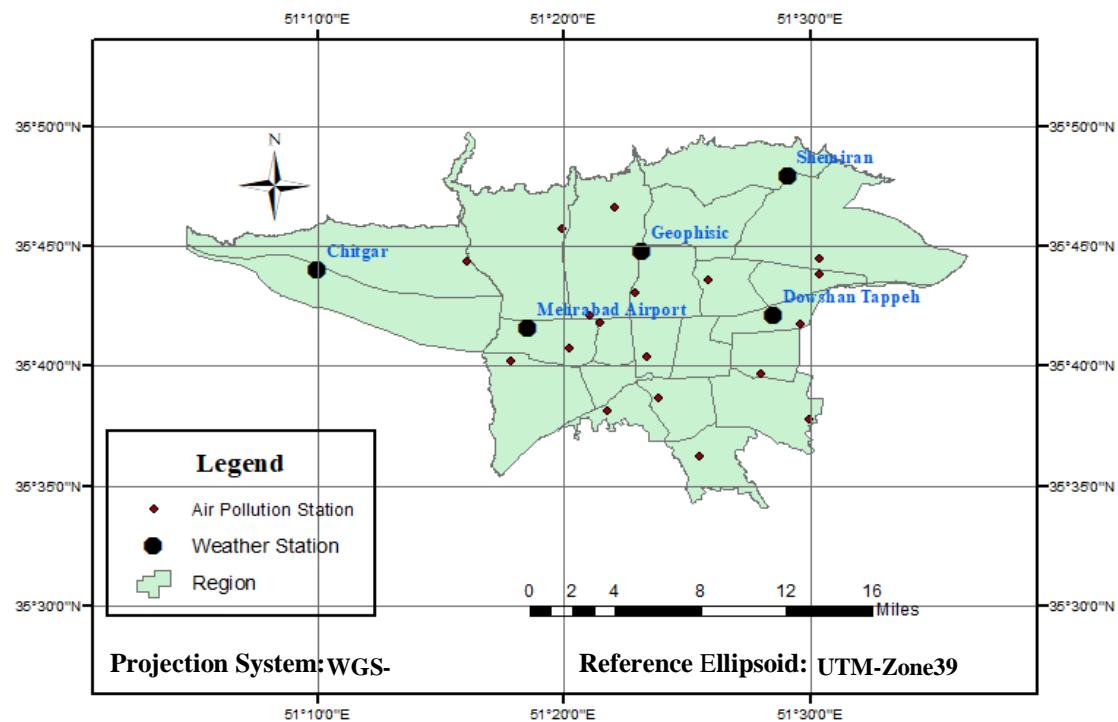 51°10'0"E 51°20'0"E 51°30'0"E
35°50'0"N 35°50'0"N
N
Shemiran
Geophisic
35°45'0"N 35°45'0"N
Chitgar
Mehrabad Airport Dowshan Tappeh
35°40'0"N 35°40'0"N
Legend
35°35'0"N 35°35'0"N
Air Pollution Station
Weather Station
Region
0 2 4 8 12 16
Miles
35°30'0"N 35°30'0"N
Projection System: WGS- Reference Ellipsoid: UTM-Zone39
51°10'0"E 51°20'0"E 51°30'0"E